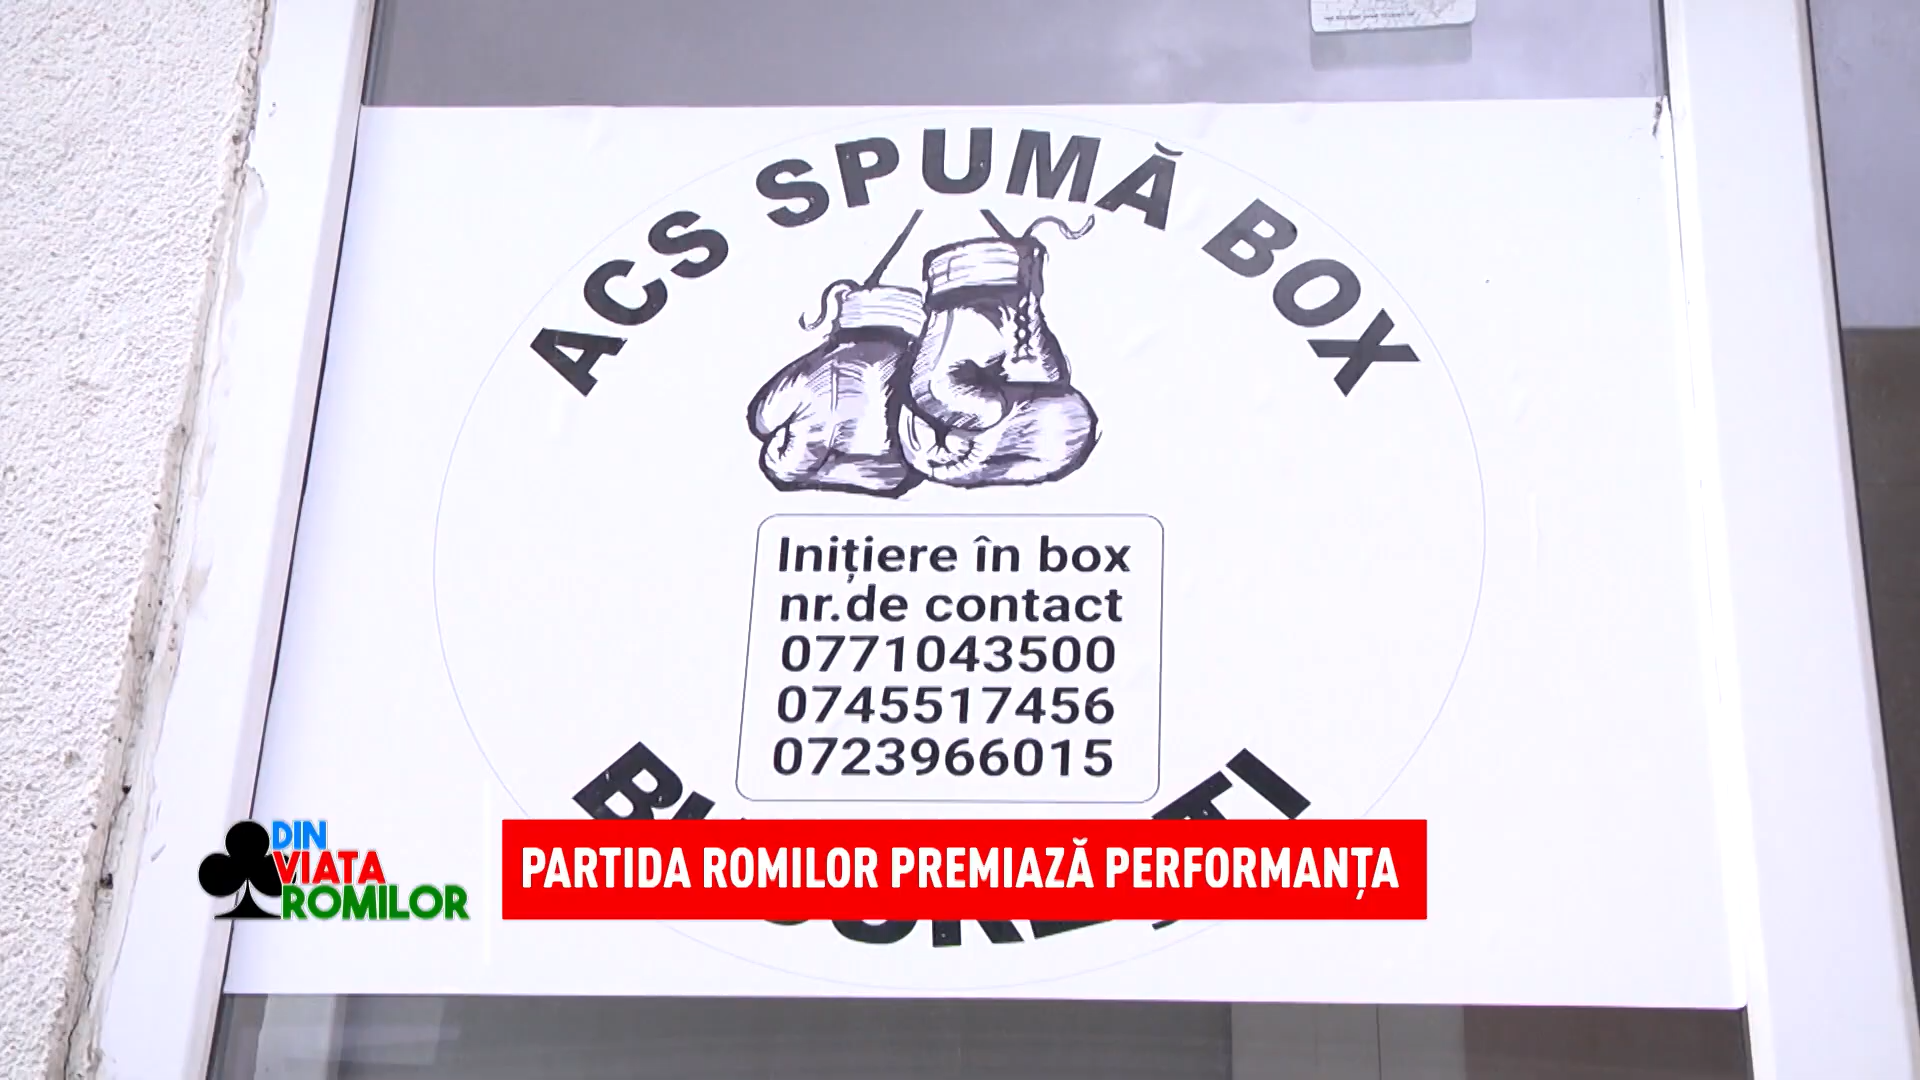 ACS SPUMĂ BOX
Inițiere în box
nr.de contact
0771043500
0745517456
0723966015
DIN
VIATA
ROMILOR
PARTIDA ROMILOR PREMIAZĂ PERFORMANȚA